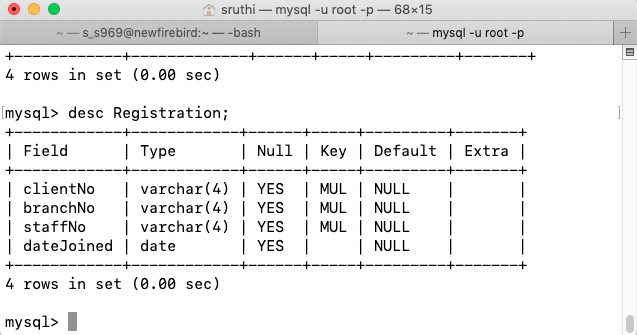 sruthi — mysql -u root -p — 68×15
~ — s_s969@newfirebird:~ — -bash
~ — mysql -u root -p
+
+------------+------------+------+-----+---------+-------+
4 rows in set (0.00 sec)
[mysql> desc Registration; ]
+------------+------------+------+-----+---------+-------+
| Field      | Type       | Null | Key | Default | Extra |
+------------+------------+------+-----+---------+-------+
| clientNo   | varchar(4) | YES  | MUL | NULL    |       |
| branchNo   | varchar(4) | YES  | MUL | NULL    |       |
| staffNo    | varchar(4) | YES  | MUL | NULL    |       |
| dateJoined | date       | YES  |     | NULL    |       |
+------------+------------+------+-----+---------+-------+
4 rows in set (0.00 sec)
mysql>